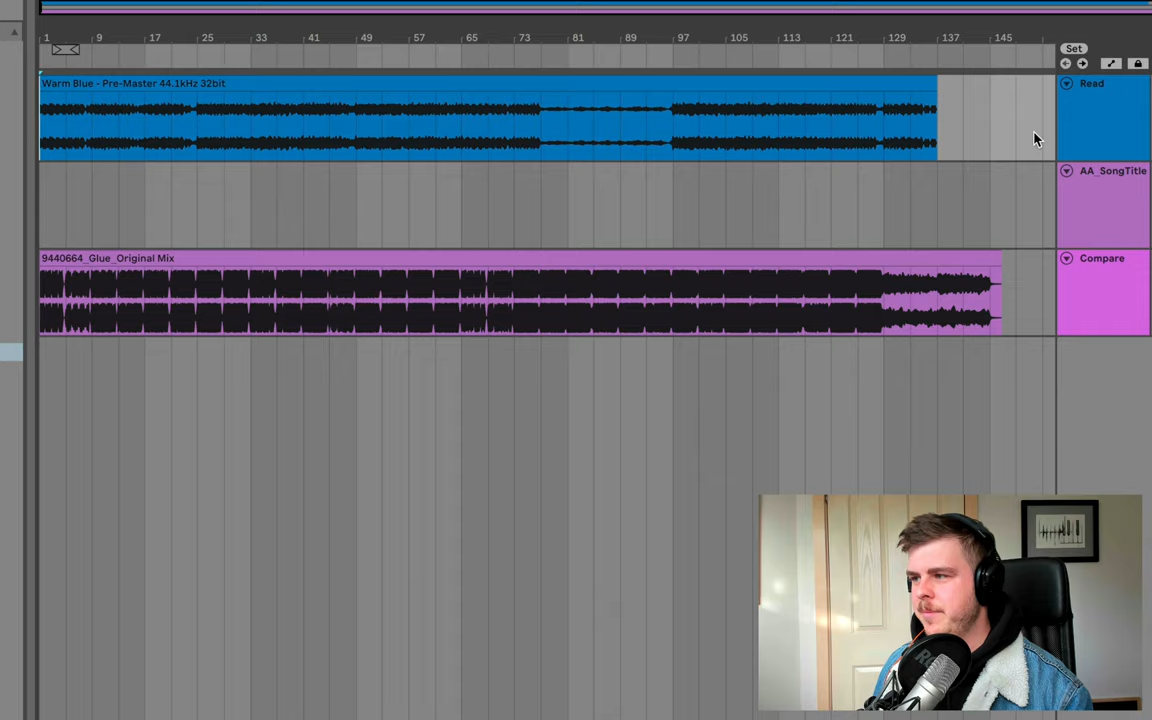 1 9 17 25 33 41 49 57 65 73 81 89 97 105 113 121 129 137 145
Set
Warm Blue - Pre-Master 44.1kHz 32bit
Read
AA_SongTitle
9440664_Glue_Original Mix
Compare